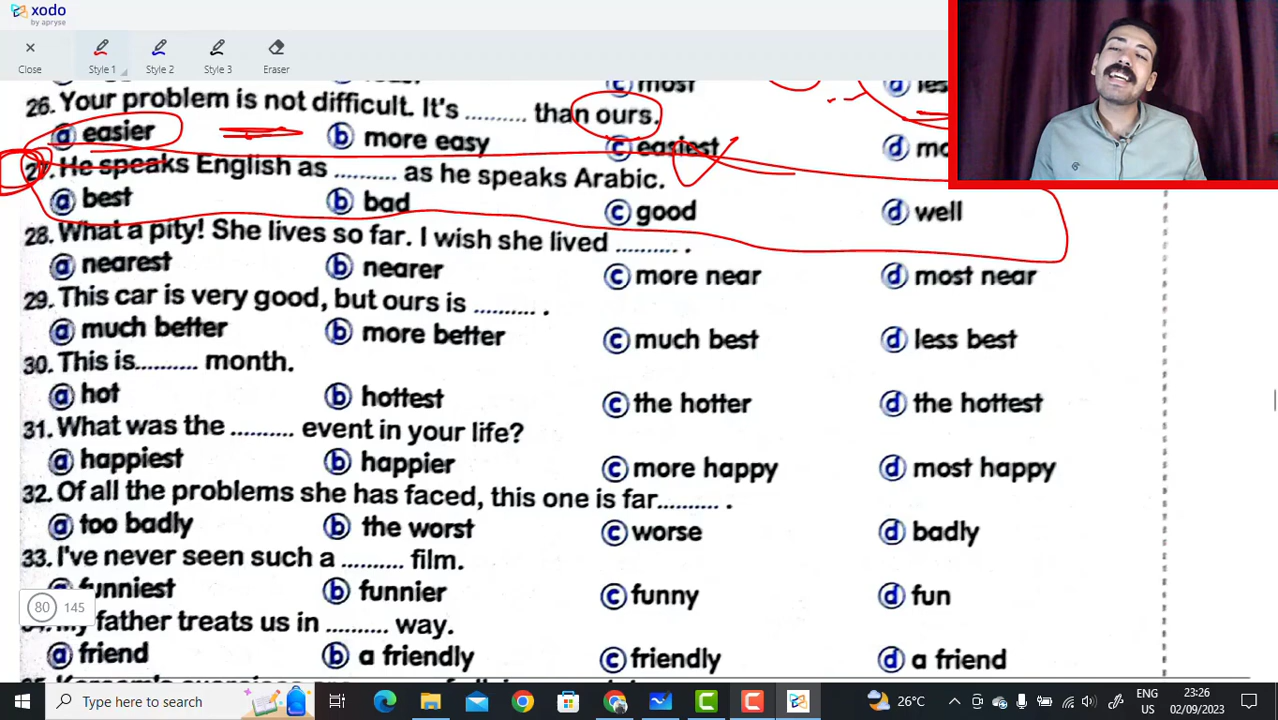 xodo
by apryse
Close
Style 1
Style 2
Style 3
Eraser
c most
26. Your problem is not difficult. It's .......... than ours.
a easier b more easy c easiest d
27. He speaks English as .......... as he speaks Arabic.
a best b bad c good d well
28. What a pity! She lives so far. I wish she lived .......... .
a nearest b nearer c more near d most near
29. This car is very good, but ours is .......... .
a much better b more better c much best d less best
30. This is.......... month.
a hot b hottest c the hotter d the hottest
31. What was the .......... event in your life?
a happiest b happier c more happy d most happy
32. Of all the problems she has faced, this one is far.......... .
a too badly b the worst c worse d badly
33. I've never seen such a .......... film.
a funniest b funnier c funny d fun
80 145
father treats us in .......... way.
a friend b a friendly c friendly d a friend
Type here to search
26°C
ENG
US
23:26
02/09/2023